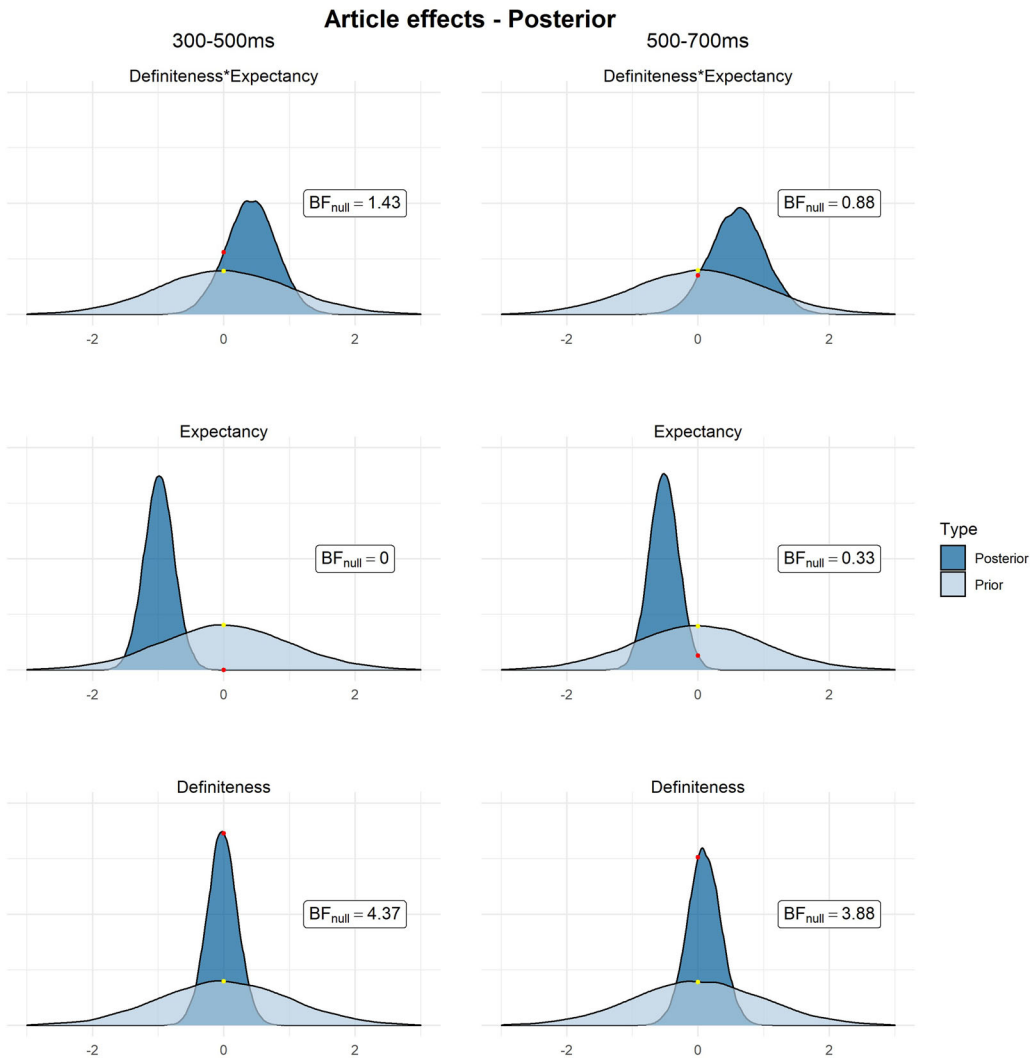 Article effects - Posterior
300-500ms
500-700ms
Definiteness*Expectancy
Definiteness*Expectancy
BFnull = 1.43
BFnull = 0.88
-2 0 2
-2 0 2
Expectancy
Expectancy
BFnull = 0
BFnull = 0.33
Type
Posterior
Prior
-2 0 2
-2 0 2
Definiteness
Definiteness
BFnull = 4.37
BFnull = 3.88
-2 0 2
-2 0 2